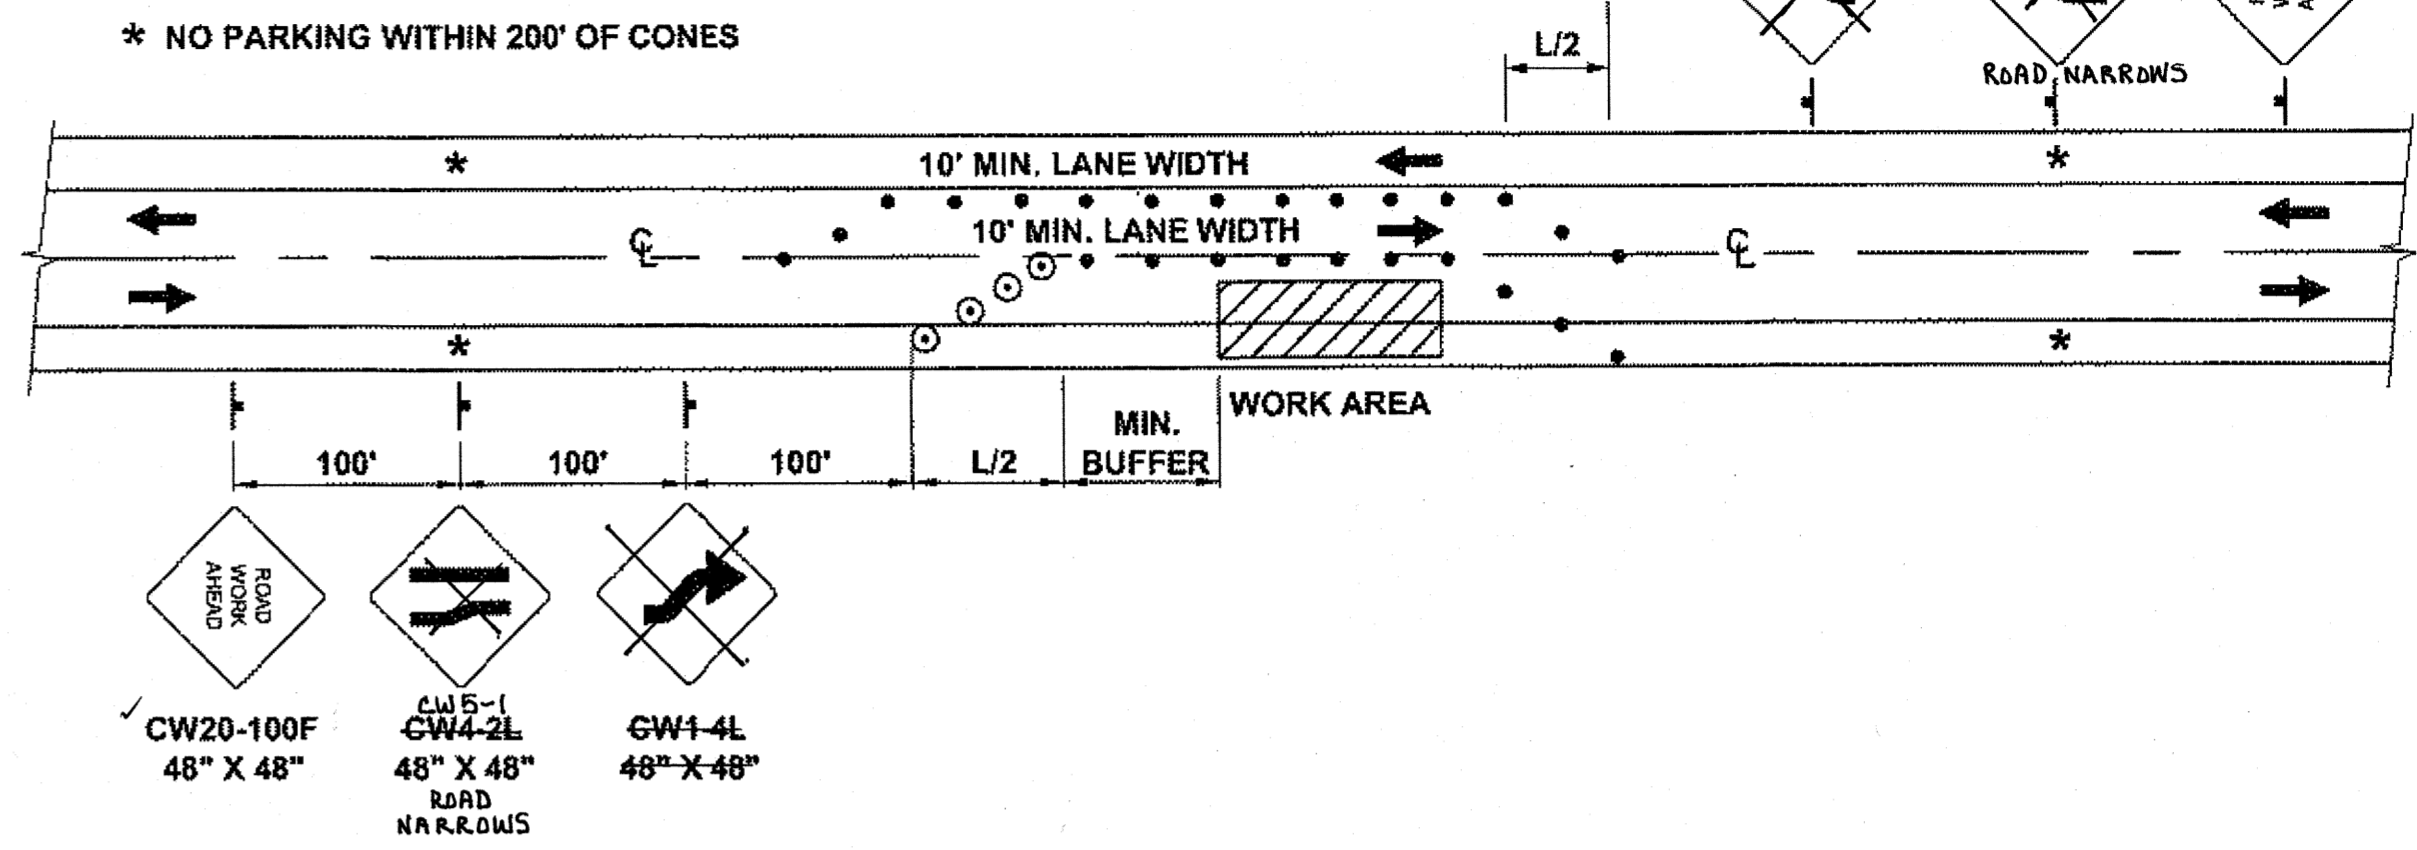 * NO PARKING WITHIN 200' OF CONES
L/2
ROAD NARROWS
* 10' MIN. LANE WIDTH *
10' MIN. LANE WIDTH
℄ ℄
* *
WORK AREA
MIN.
BUFFER
100' 100' 100' L/2
ROAD
WORK
AHEAD
CW5-1
✓ CW20-100F CW4-2L CW1-4L
48" X 48" 48" X 48" 48" X 48"
ROAD
NARROWS